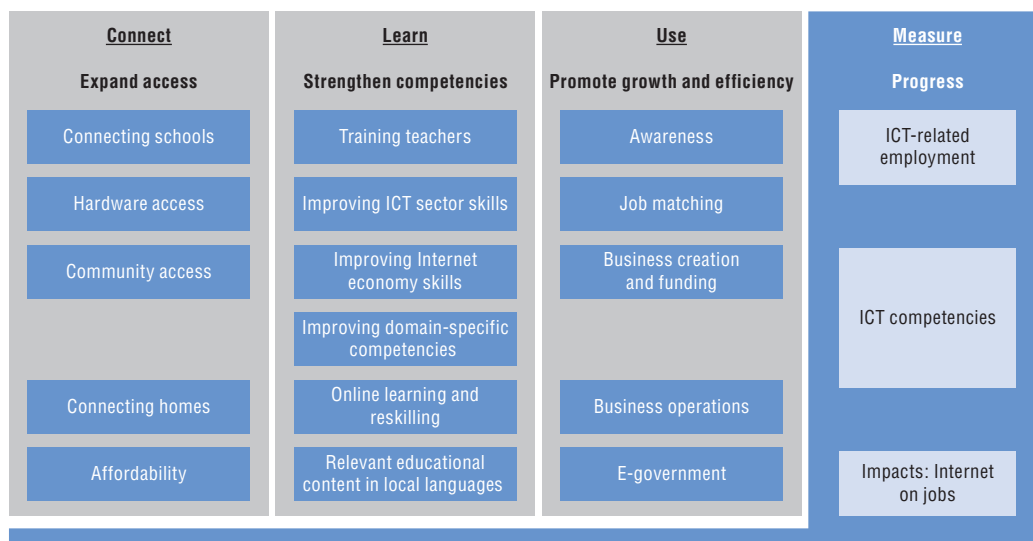 Connect
Expand access
Connecting schools
Hardware access
Community access
Connecting homes
Affordability
Learn
Strengthen competencies
Training teachers
Improving ICT sector skills
Improving Internet
economy skills
Improving domain-specific
competencies
Online learning and
reskilling
Relevant educational
content in local languages
Use
Promote growth and efficiency
Awareness
Job matching
Business creation
and funding
Business operations
E-government
Measure
Progress
ICT-related
employment
ICT competencies
Impacts: Internet
on jobs